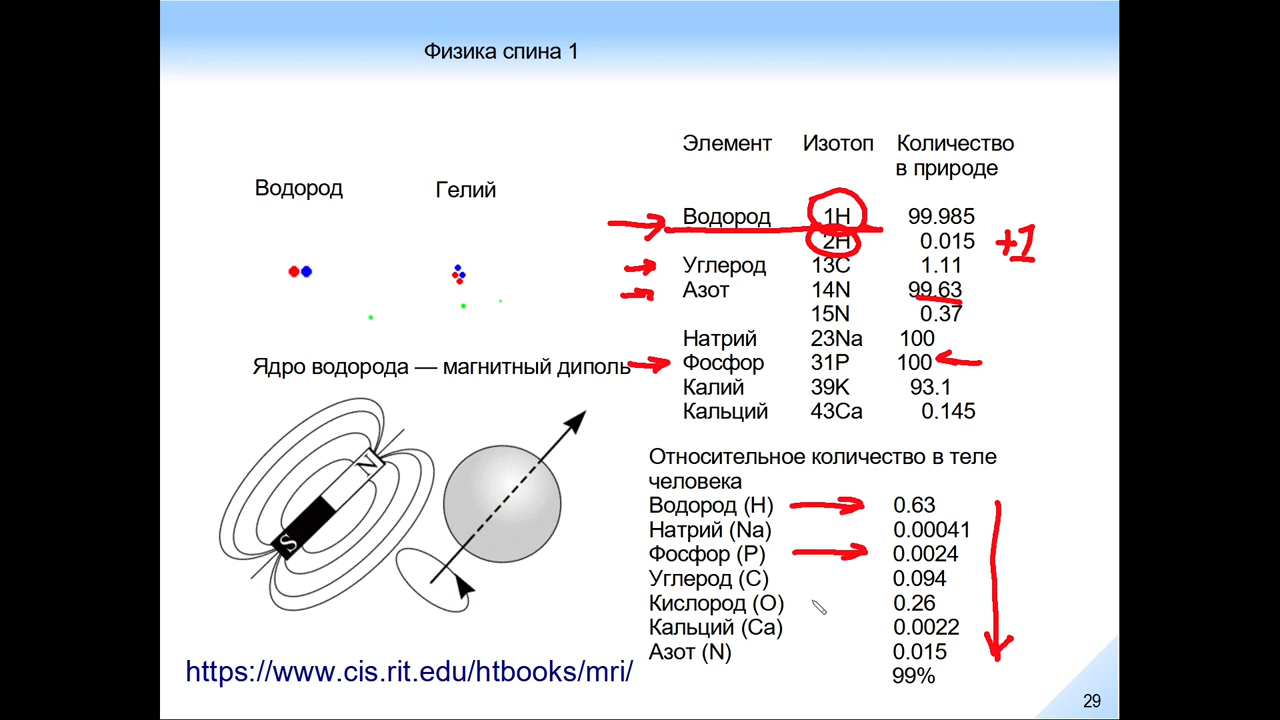 Физика спина 1
Водород Гелий
Ядро водорода — магнитный диполь
N
S
https://www.cis.rit.edu/htbooks/mri/
Элемент Изотоп Количество
в природе
Водород 1H 99.985
2H 0.015 +1
Углерод 13C 1.11
Азот 14N 99.63
15N 0.37
Натрий 23Na 100
Фосфор 31P 100
Калий 39K 93.1
Кальций 43Ca 0.145
Относительное количество в теле
человека
Водород (H) 0.63
Натрий (Na) 0.00041
Фосфор (P) 0.0024
Углерод (C) 0.094
Кислород (O) 0.26
Кальций (Ca) 0.0022
Азот (N) 0.015
99%
29